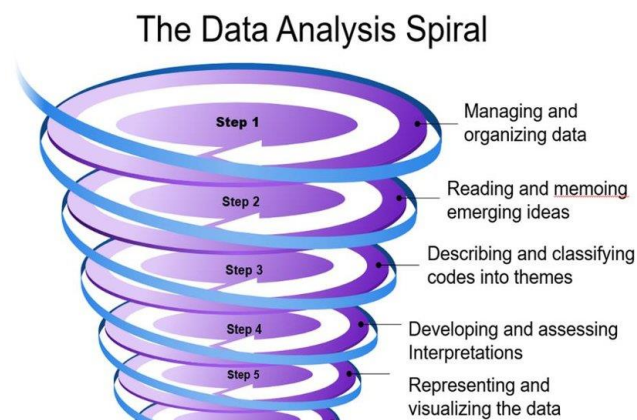 The Data Analysis Spiral
Step 1
Managing and
organizing data
Step 2
Reading and memoing
emerging ideas
Step 3
Describing and classifying
codes into themes
Step 4
Developing and assessing
Interpretations
Step 5
Representing and
visualizing the data